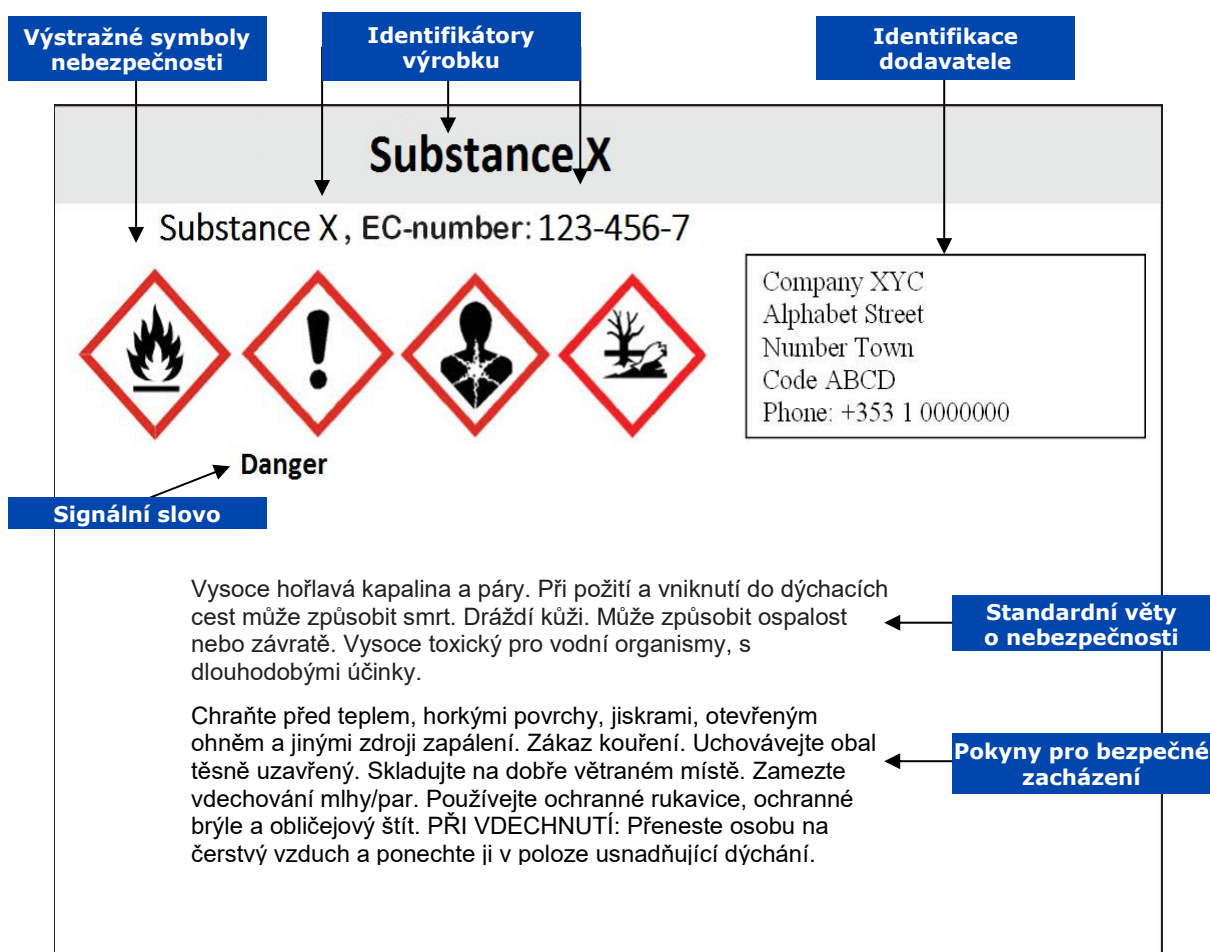 Výstražné symboly
nebezpečnosti
Identifikátory
výrobku
Identifikace
dodavatele
Substance X
Substance X, EC-number: 123-456-7
Company XYC
Alphabet Street
Number Town
Code ABCD
Phone: +353 1 0000000
Danger
Signální slovo
Vysoce hořlavá kapalina a páry. Při požití a vniknutí do dýchacích
cest může způsobit smrt. Dráždí kůži. Může způsobit ospalost
nebo závratě. Vysoce toxický pro vodní organismy, s
dlouhodobými účinky.
Standardní věty
o nebezpečnosti
Chraňte před teplem, horkými povrchy, jiskrami, otevřeným
ohněm a jinými zdroji zapálení. Zákaz kouření. Uchovávejte obal
těsně uzavřený. Skladujte na dobře větraném místě. Zamezte
vdechování mlhy/par. Používejte ochranné rukavice, ochranné
brýle a obličejový štít. PŘI VDECHNUTÍ: Přeneste osobu na
čerstvý vzduch a ponechte ji v poloze usnadňující dýchání.
Pokyny pro bezpečné
zacházení